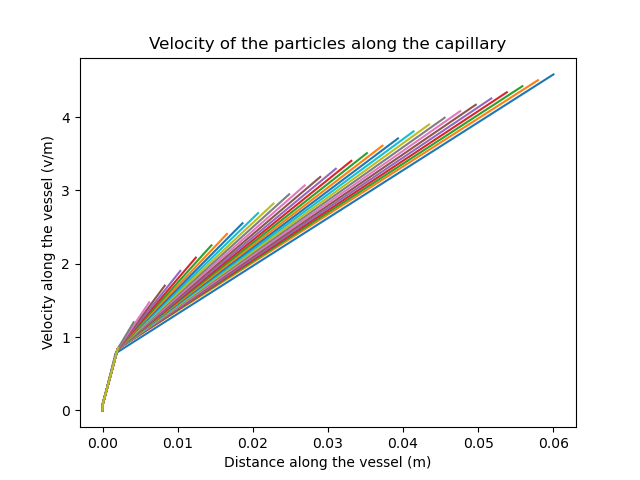 Velocity of the particles along the capillary
Velocity along the vessel (v/m)
4
3
2
1
0
0.00 0.01 0.02 0.03 0.04 0.05 0.06
Distance along the vessel (m)